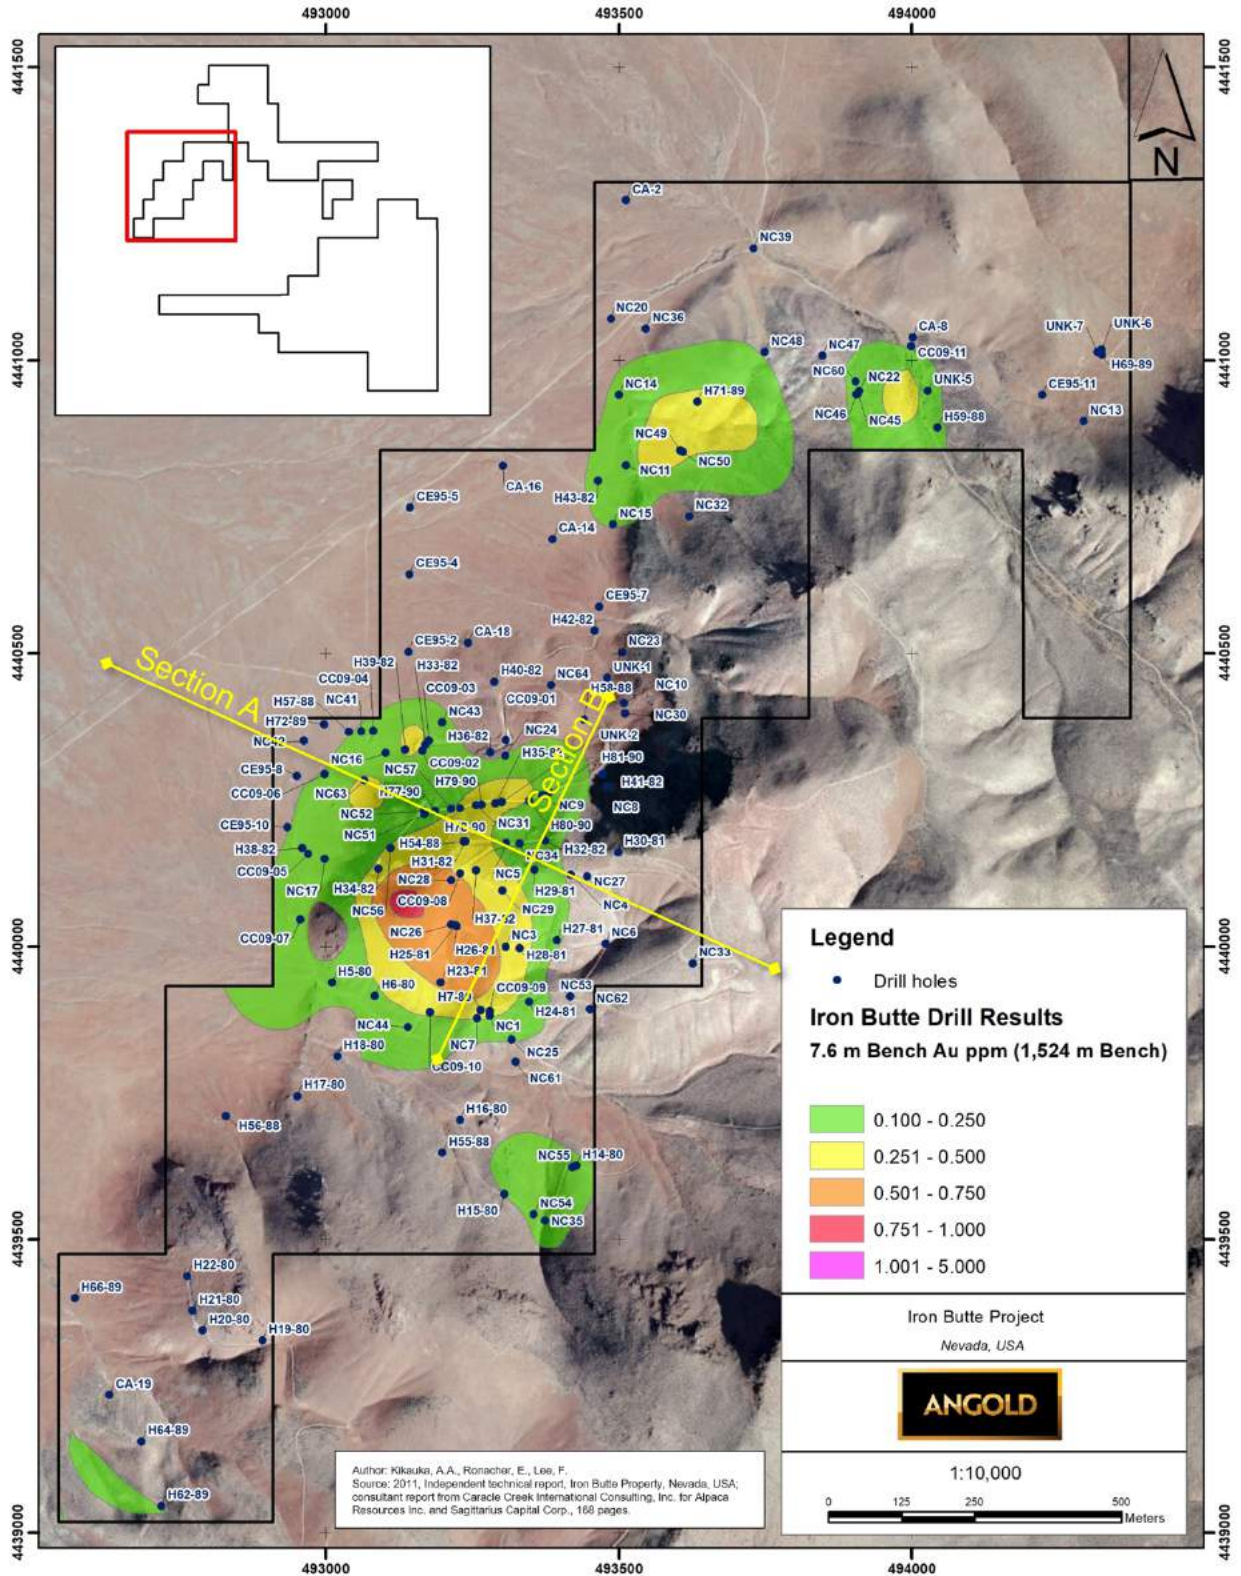 493000
493500
494000
4441500
4441500
N
CA-2
NC39
NC20
NC36
CA-8
UNK-7
UNK-6
NC48
NC47
CC09-11
H69-89
NC60
NC22
UNK-5
CE95-11
NC14
H71-89
NC46
NC45
H59-88
NC13
4441000
4441000
NC49
NC50
NC11
CA-16
H43-82
CE95-5
NC15
NC32
CA-14
CE95-4
CE95-7
H42-82
CA-18
CE95-2
NC23
H39-82
H33-82
H40-82
NC64
UNK-1
4440500
4440500
Section A
CC09-04
CC09-03
CC09-01
H58-88
NC10
H57-88
NC41
NC43
NC30
H72-89
H36-82
NC24
Section B
UNK-2
NC42
NC16
NC57
CC09-02
H35-82
H81-90
CE95-8
H79-90
H41-82
CC09-06
NC63
H77-90
NC9
NC8
NC52
CE95-10
NC51
H78-90
NC31
H80-90
H38-82
H54-88
H32-82
H30-81
NC34
CC09-05
H31-82
NC5
NC28
NC27
NC17
H34-82
H29-81
CC09-08
NC4
NC56
NC29
H37-82
CC09-07
NC26
NC3
H27-81
NC6
H25-81
H26-81
H28-81
NC33
4440000
4440000
H5-80
H6-80
H23-81
CC09-09
NC53
H7-80
NC62
H24-81
NC44
NC1
H18-80
NC7
NC25
CC09-10
NC61
H17-80
H16-80
H56-88
H55-88
NC55
H14-80
H15-80
NC54
NC35
4439500
4439500
H22-80
H66-89
H21-80
H20-80
H19-80
CA-19
H64-89
H62-89
4439000
4439000
Legend
Drill holes
Iron Butte Drill Results
7.6 m Bench Au ppm (1,524 m Bench)
0.100 - 0.250
0.251 - 0.500
0.501 - 0.750
0.751 - 1.000
1.001 - 5.000
Iron Butte Project
Nevada, USA
ANGOLD
1:10,000
0 125 250 500
Meters
Author: Kikauka, A.A., Ronacher, E., Lee, F.
Source: 2011, Independent technical report, Iron Butte Property, Nevada, USA;
consultant report from Caracle Creek International Consulting, Inc. for Alpaca
Resources Inc. and Sagittarius Capital Corp., 168 pages.
493000
493500
494000